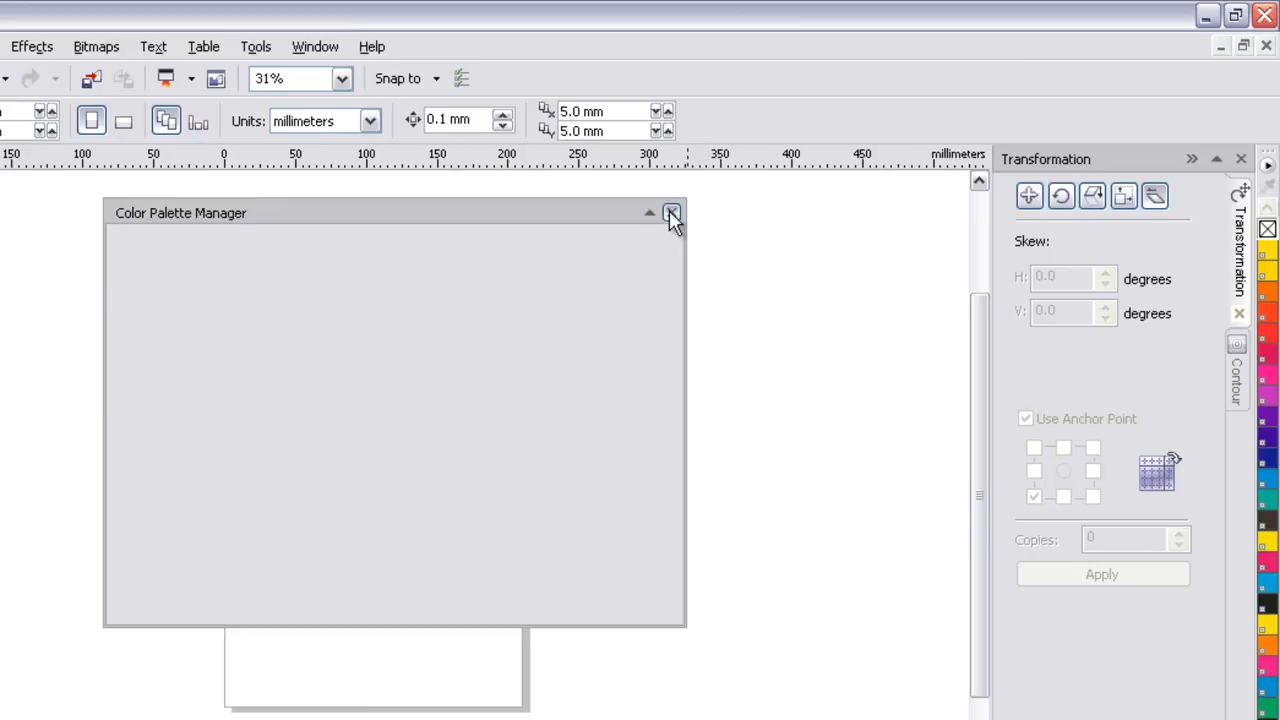 Effects Bitmaps Text Table Tools Window Help
31% Snap to
Units: millimeters 0.1 mm 5.0 mm
5.0 mm
150 100 50 0 50 100 150 200 250 300 350 400 450 millimeters
Color Palette Manager
Transformation
Skew:
H: 0.0 degrees
V: 0.0 degrees
Use Anchor Point
Copies: 0
Apply
Transformation
Contour